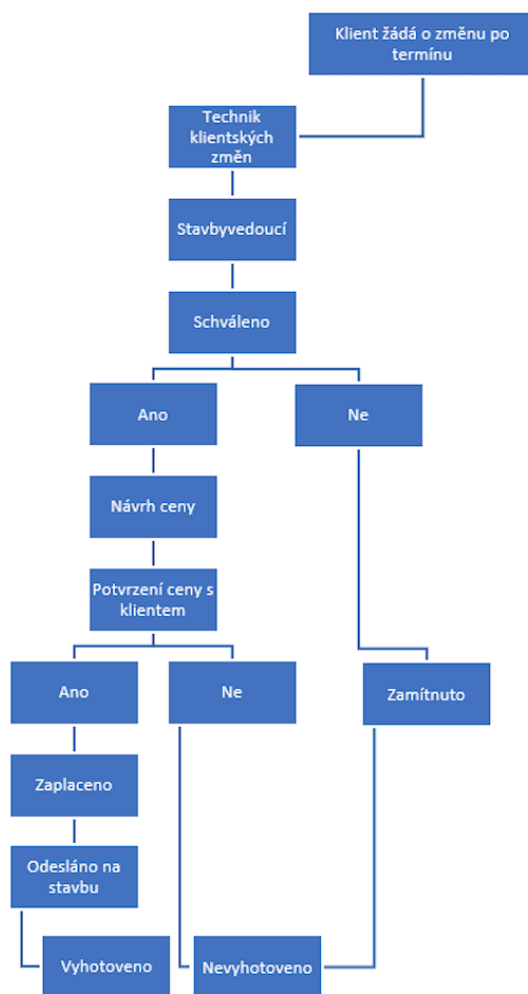 Klient žádá o změnu po
termínu
Technik
klientských
změn
Stavbyvedoucí
Schváleno
Ano
Ne
Návrh ceny
Potvrzení ceny s
klientem
Ano
Ne
Zamítnuto
Zaplaceno
Odesláno na
stavbu
Vyhotoveno
Nevyhotoveno